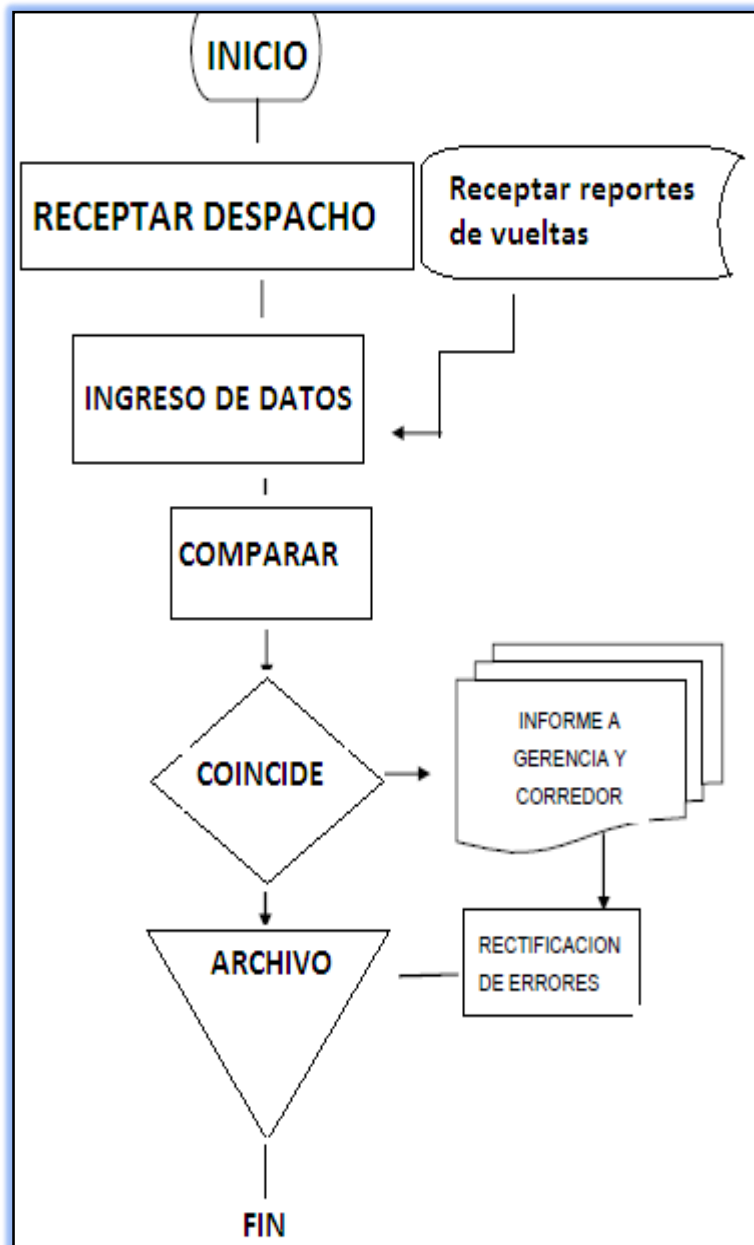 INICIO
RECEPTAR DESPACHO
Receptar reportes
de vueltas
INGRESO DE DATOS
COMPARAR
COINCIDE
INFORME A
GERENCIA Y
CORREDOR
ARCHIVO
RECTIFICACION
DE ERRORES
FIN